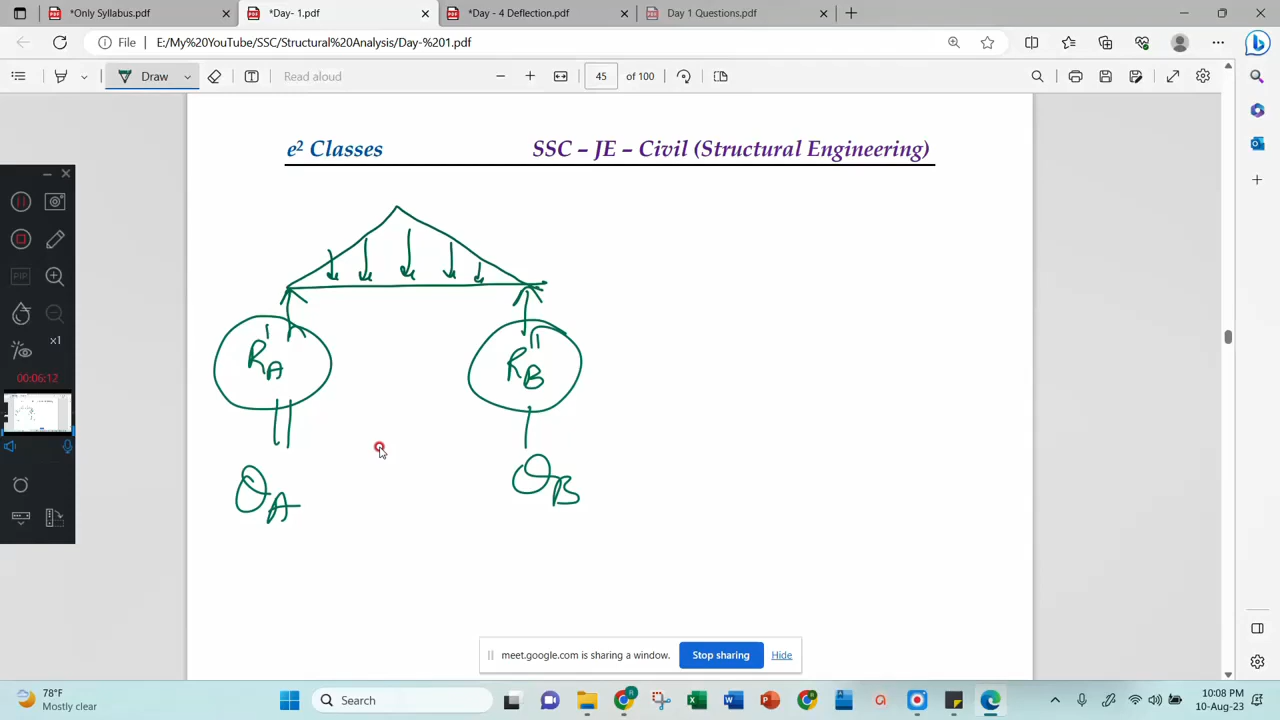 *Only Syllabus.pdf
*Day- 1.pdf
*Day - 4 Deflection.pdf
Day 1 Questions.pdf
File E:/My%20YouTube/SSC/Structural%20Analysis/Day-%201.pdf
Draw
Read aloud
45 of 100
e² Classes
SSC – JE – Civil (Structural Engineering)
PIP
x1
00:06:12
R'A
R''B
θA
θB
meet.google.com is sharing a window.
Stop sharing
Hide
78°F
Mostly clear
Search
10:08 PM
10-Aug-23